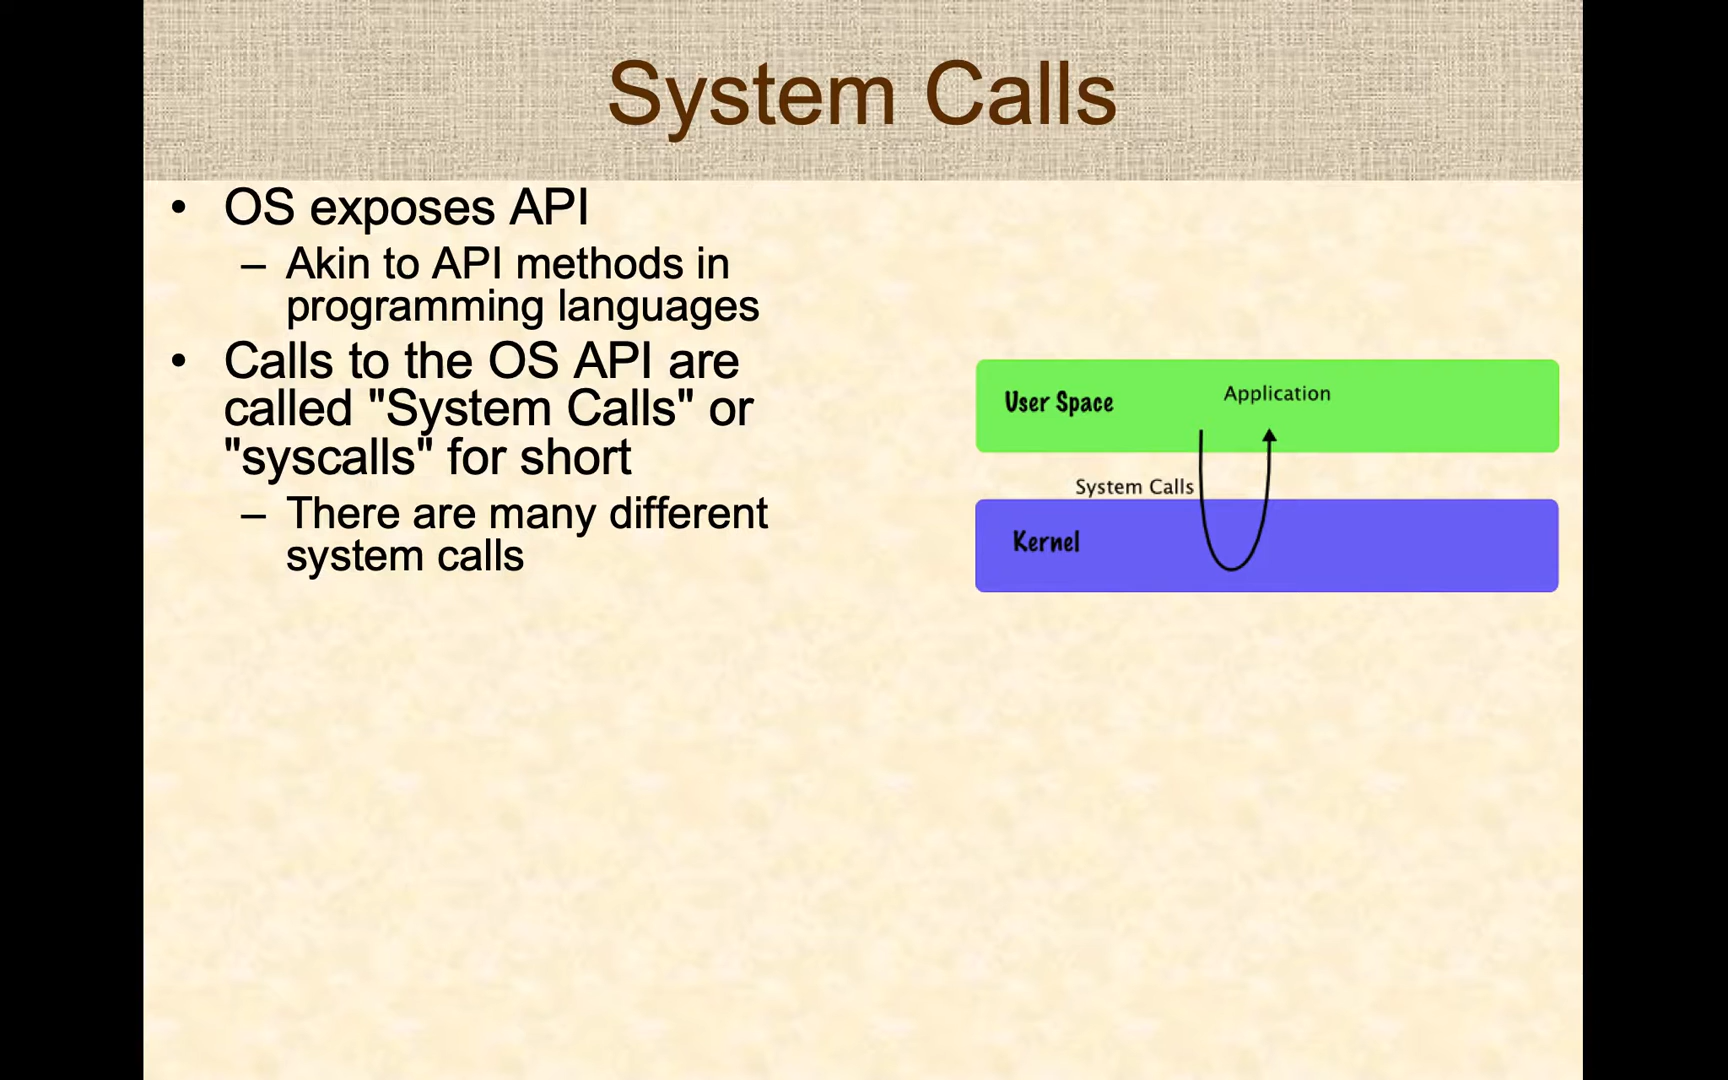 System Calls
• OS exposes API
– Akin to API methods in
programming languages
• Calls to the OS API are
called "System Calls" or
"syscalls" for short
– There are many different
system calls
User Space
Application
System Calls
Kernel